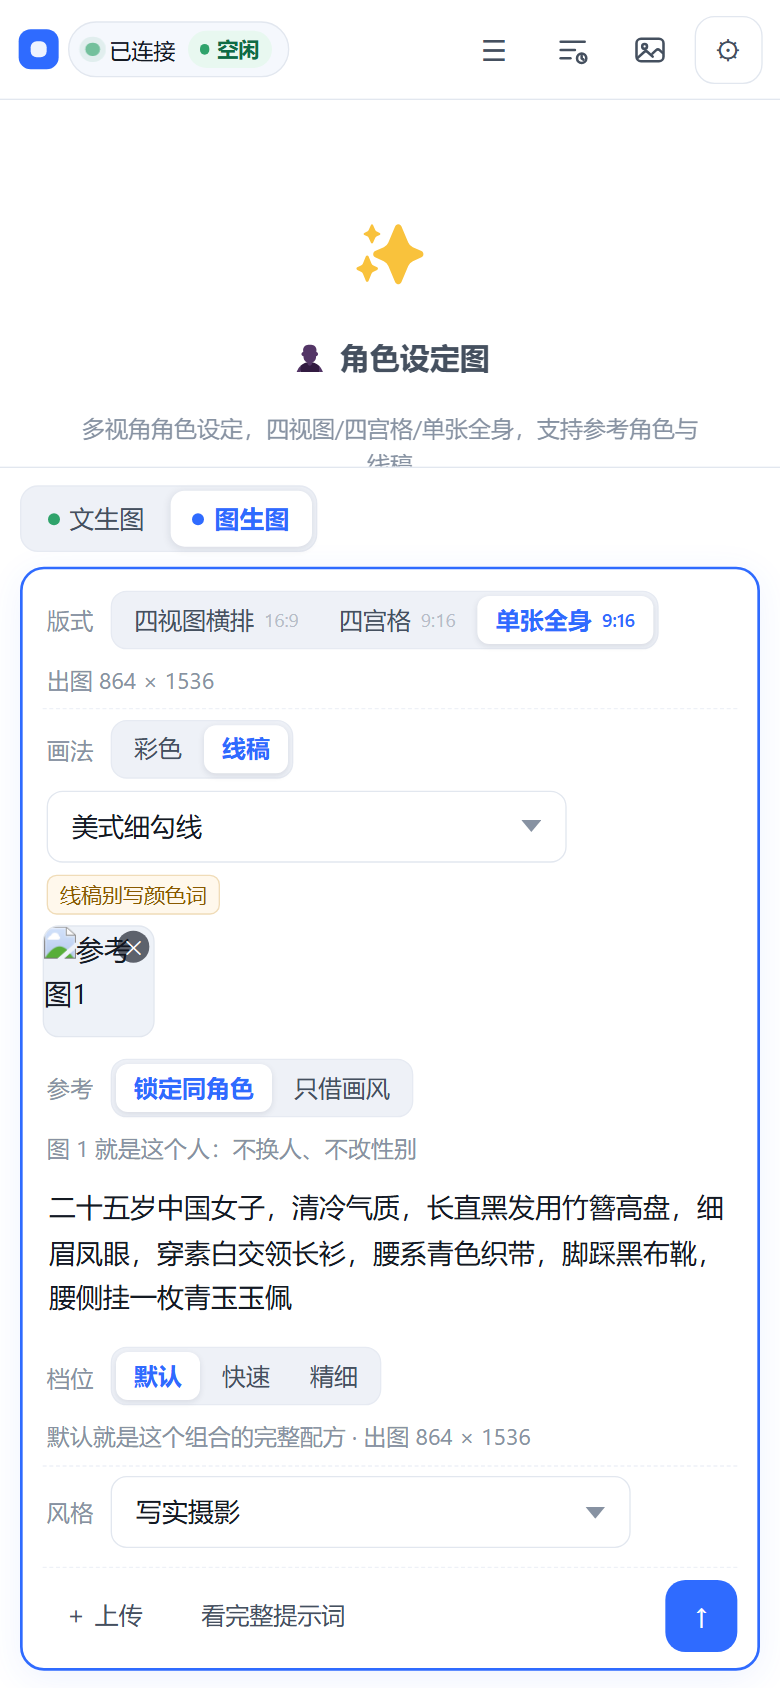 已连接 空闲
角色设定图
多视角角色设定，四视图/四宫格/单张全身，支持参考角色与
线稿
文生图 图生图
版式 四视图横排 16:9 四宫格 9:16 单张全身 9:16
出图 864 × 1536
画法 彩色 线稿
美式细勾线
线稿别写颜色词
参考
图1
参考 锁定同角色 只借画风
图 1 就是这个人：不换人、不改性别
二十五岁中国女子，清冷气质，长直黑发用竹簪高盘，细
眉凤眼，穿素白交领长衫，腰系青色织带，脚踩黑布靴，
腰侧挂一枚青玉玉佩
档位 默认 快速 精细
默认就是这个组合的完整配方 · 出图 864 × 1536
风格 写实摄影
+ 上传 看完整提示词